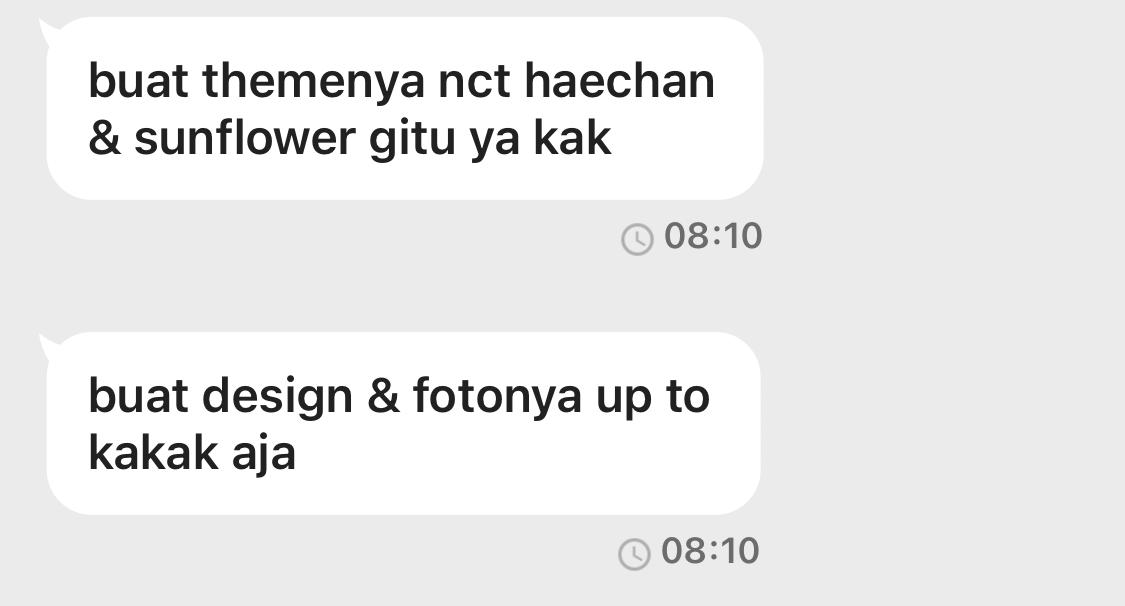 buat themenya nct haechan
& sunflower gitu ya kak
08:10
buat design & fotonya up to
kakak aja
08:10